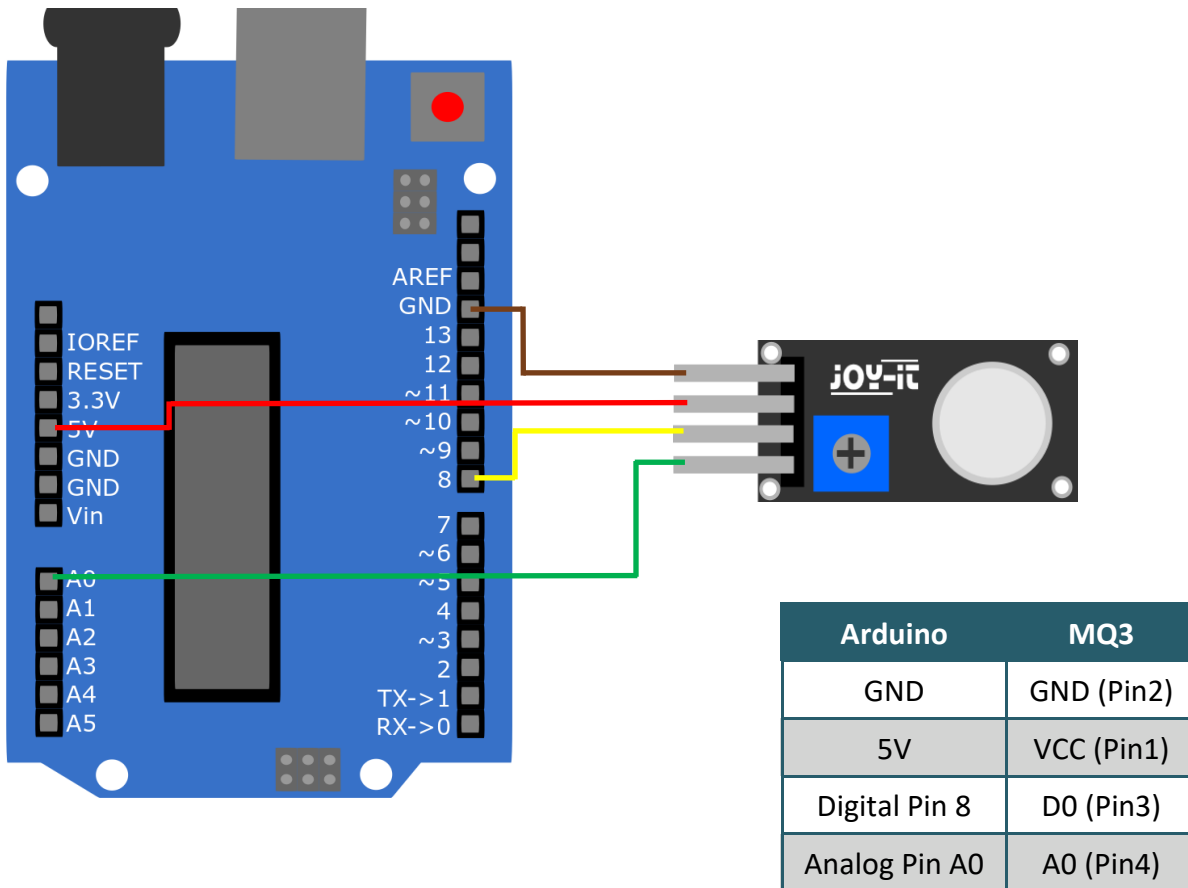 AREF
GND
13
12
~11
~10
~9
8
IOREF
RESET
3.3V
5V
GND
GND
Vin
7
~6
~5
4
~3
2
TX->1
RX->0
A0
A1
A2
A3
A4
A5
JOY-iT
Arduino MQ3
GND GND (Pin2)
5V VCC (Pin1)
Digital Pin 8 D0 (Pin3)
Analog Pin A0 A0 (Pin4)